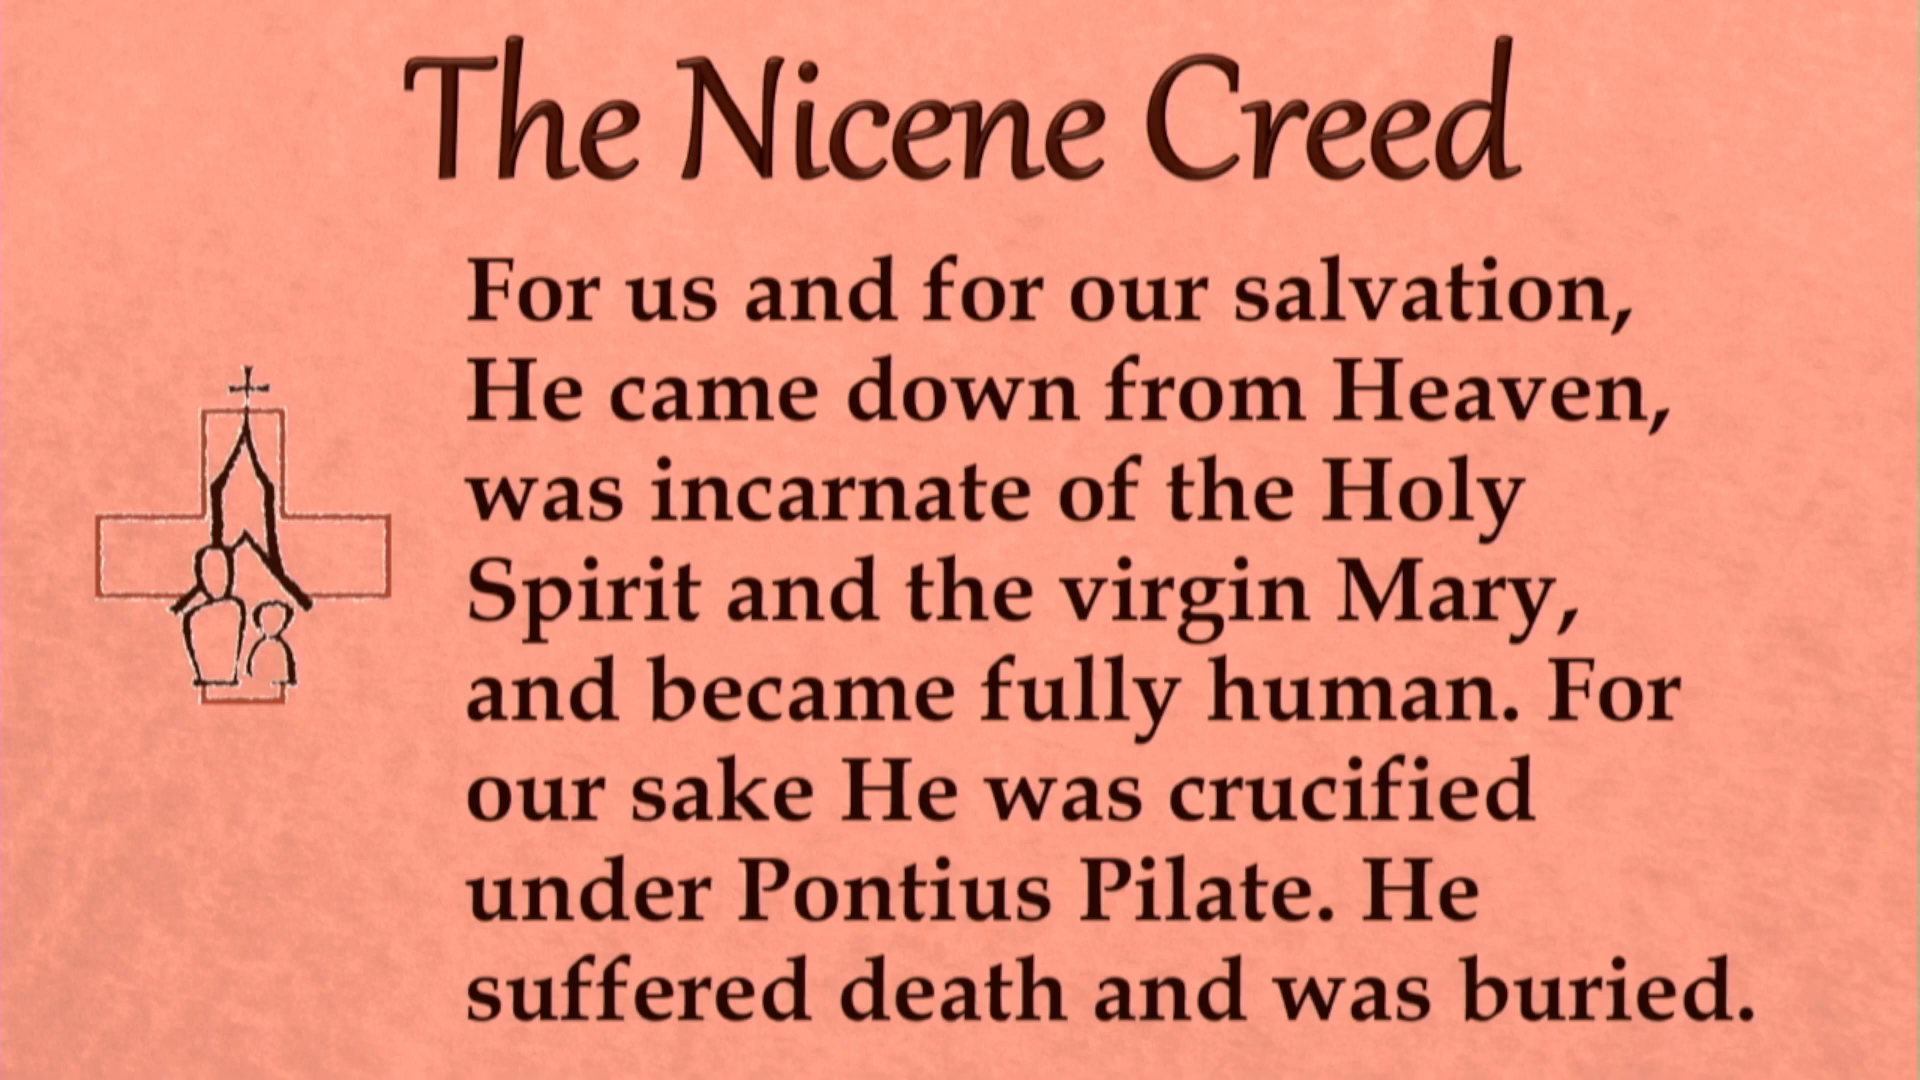 The Nicene Creed
For us and for our salvation,
He came down from Heaven,
was incarnate of the Holy
Spirit and the virgin Mary,
and became fully human. For
our sake He was crucified
under Pontius Pilate. He
suffered death and was buried.